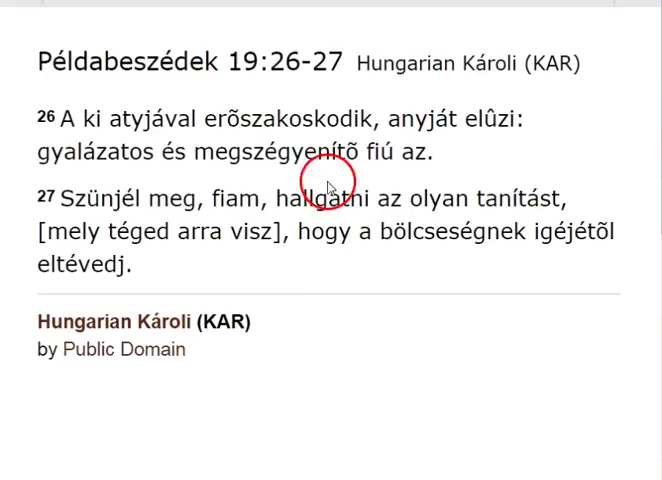 Példabeszédek 19:26-27 Hungarian Károli (KAR)
26 A ki atyjával erõszakoskodik, anyját elûzi:
gyalázatos és megszégyenítõ fiú az.
27 Szünjél meg, fiam, hallgatni az olyan tanítást,
[mely téged arra visz], hogy a bölcseségnek igéjétõl
eltévedj.
Hungarian Károli (KAR)
by Public Domain